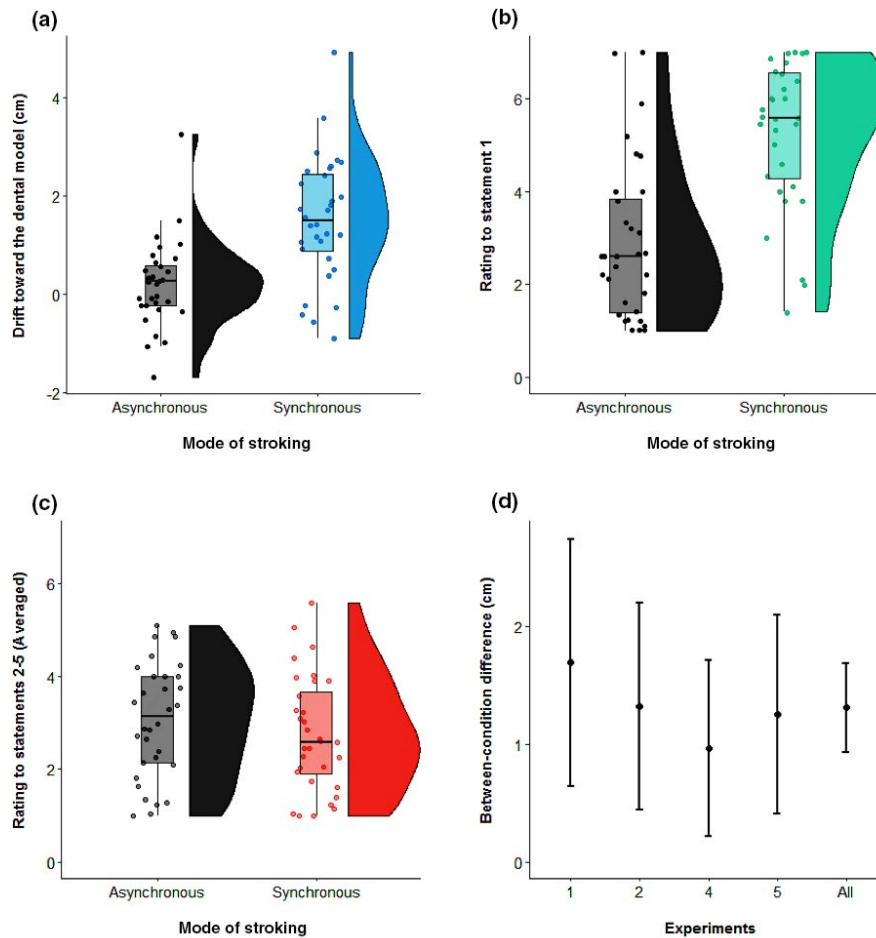 (a)
Drift toward the dental model (cm)
4
2
0
-2
Asynchronous
Synchronous
Mode of stroking
(b)
Rating to statement 1
6
4
2
0
Asynchronous
Synchronous
Mode of stroking
(c)
Rating to statements 2-5 (Averaged)
6
4
2
0
Asynchronous
Synchronous
Mode of stroking
(d)
Between-condition difference (cm)
2
1
0
1
2
4
5
All
Experiments